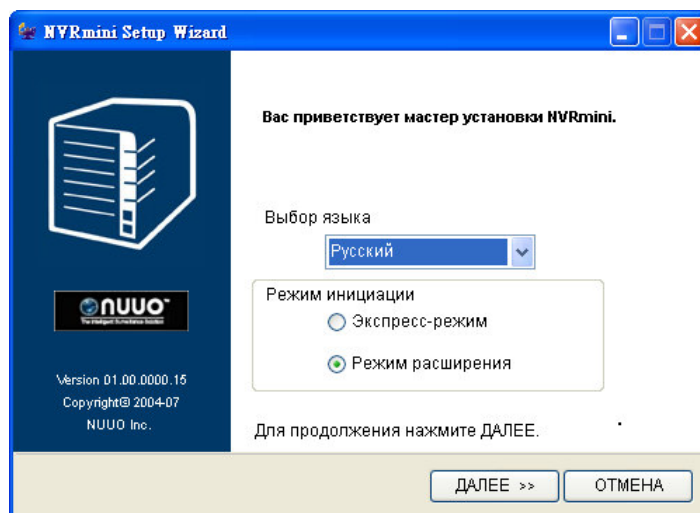 NVRmini Setup Wizard
Вас приветствует мастер установки NVRmini.
Выбор языка
Русский
Режим инициации
Экспресс-режим
Режим расширения
Для продолжения нажмите ДАЛЕЕ.
nuuo
The Intelligent Surveillance Solution
Version 01.00.0000.15
Copyright© 2004-07
NUUO Inc.
ДАЛЕЕ >>
ОТМЕНА